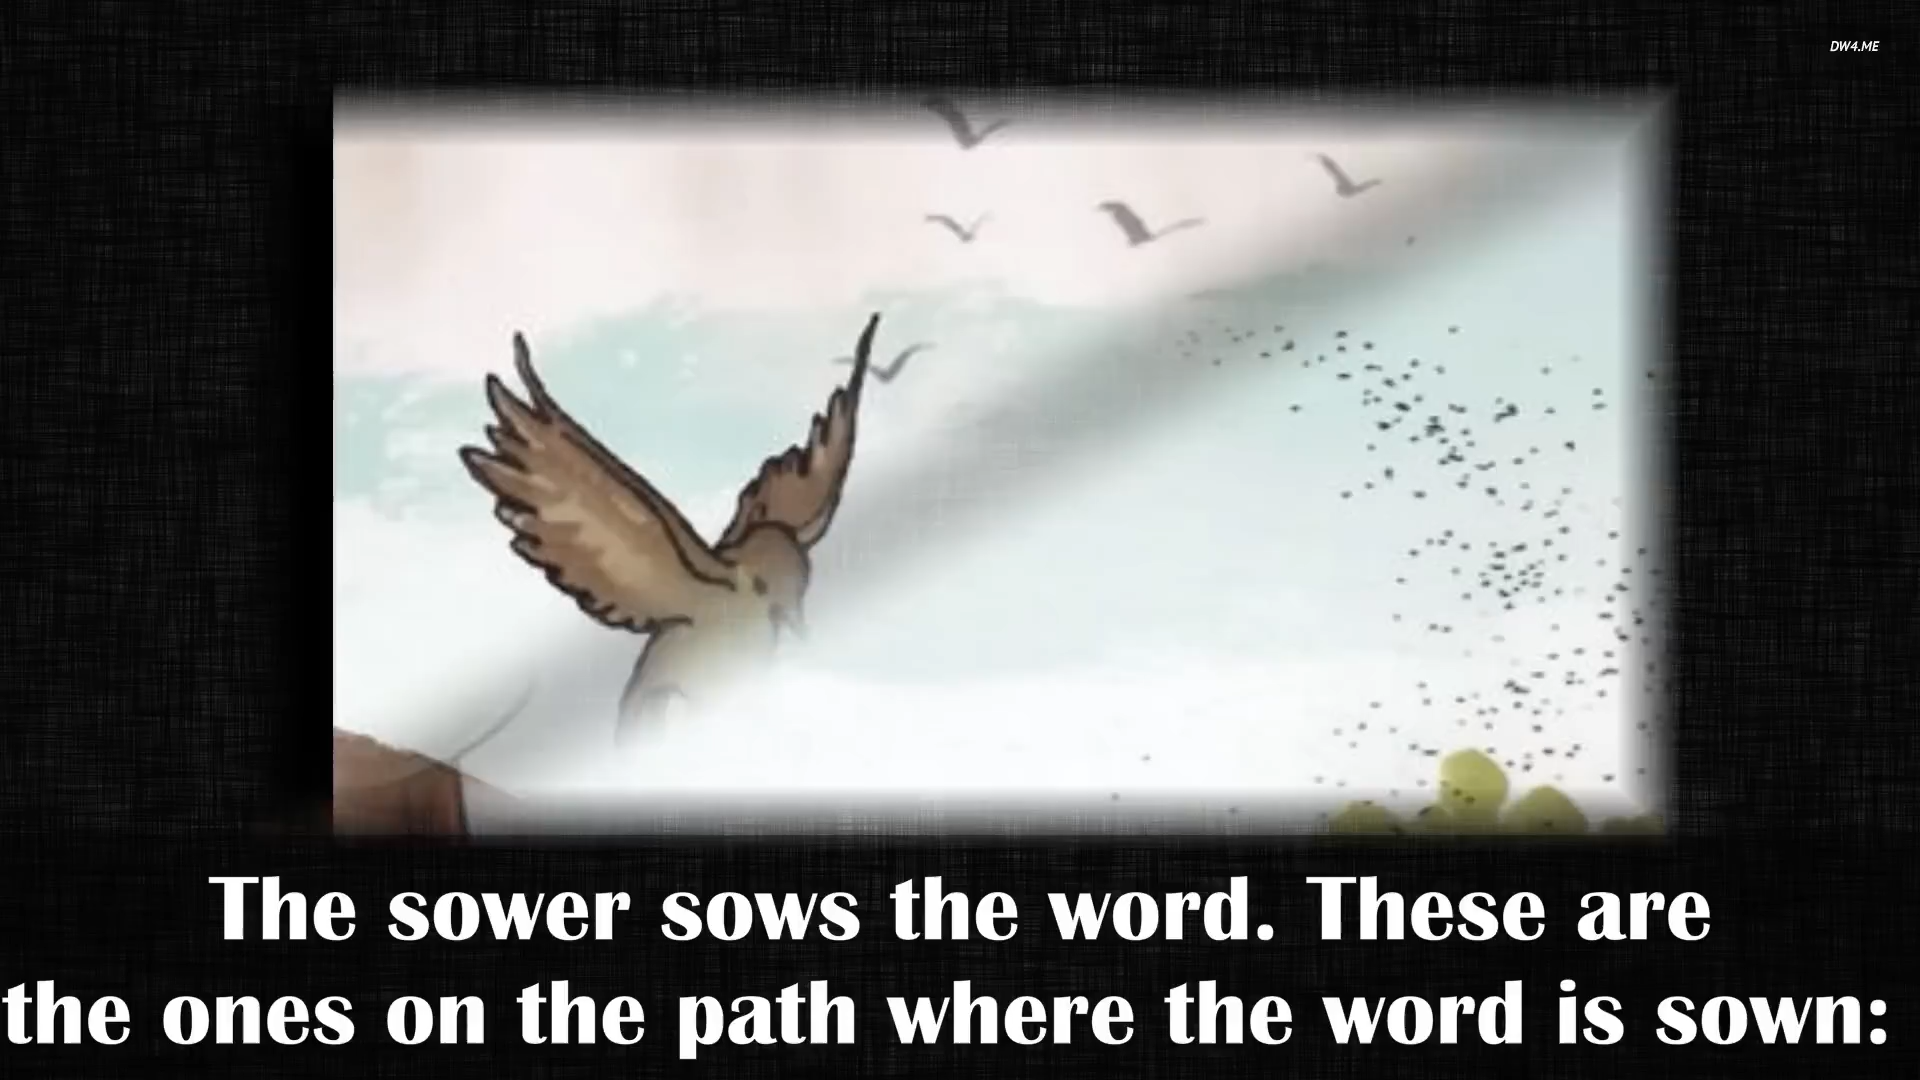 DW4.ME
The sower sows the word. These are
the ones on the path where the word is sown: